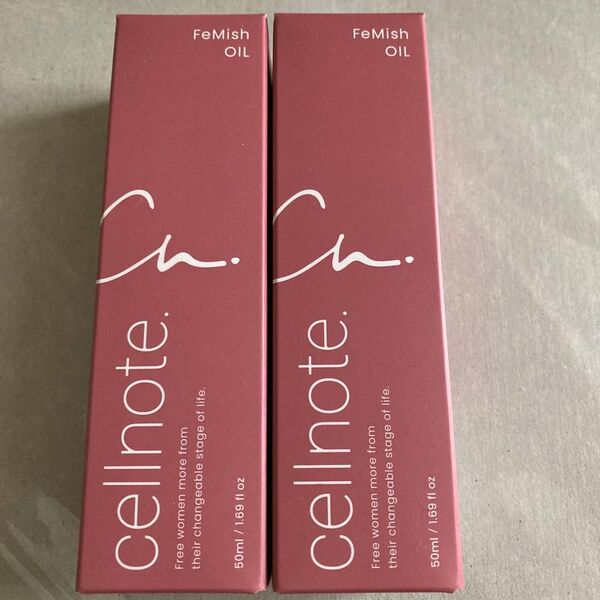 FeMish
OIL
Cn.
cellnote.
Free women more from
their changeable stage of life.
50ml / 1.69 fl oz
FeMish
OIL
Cn.
cellnote.
Free women more from
their changeable stage of life.
50ml / 1.69 fl oz